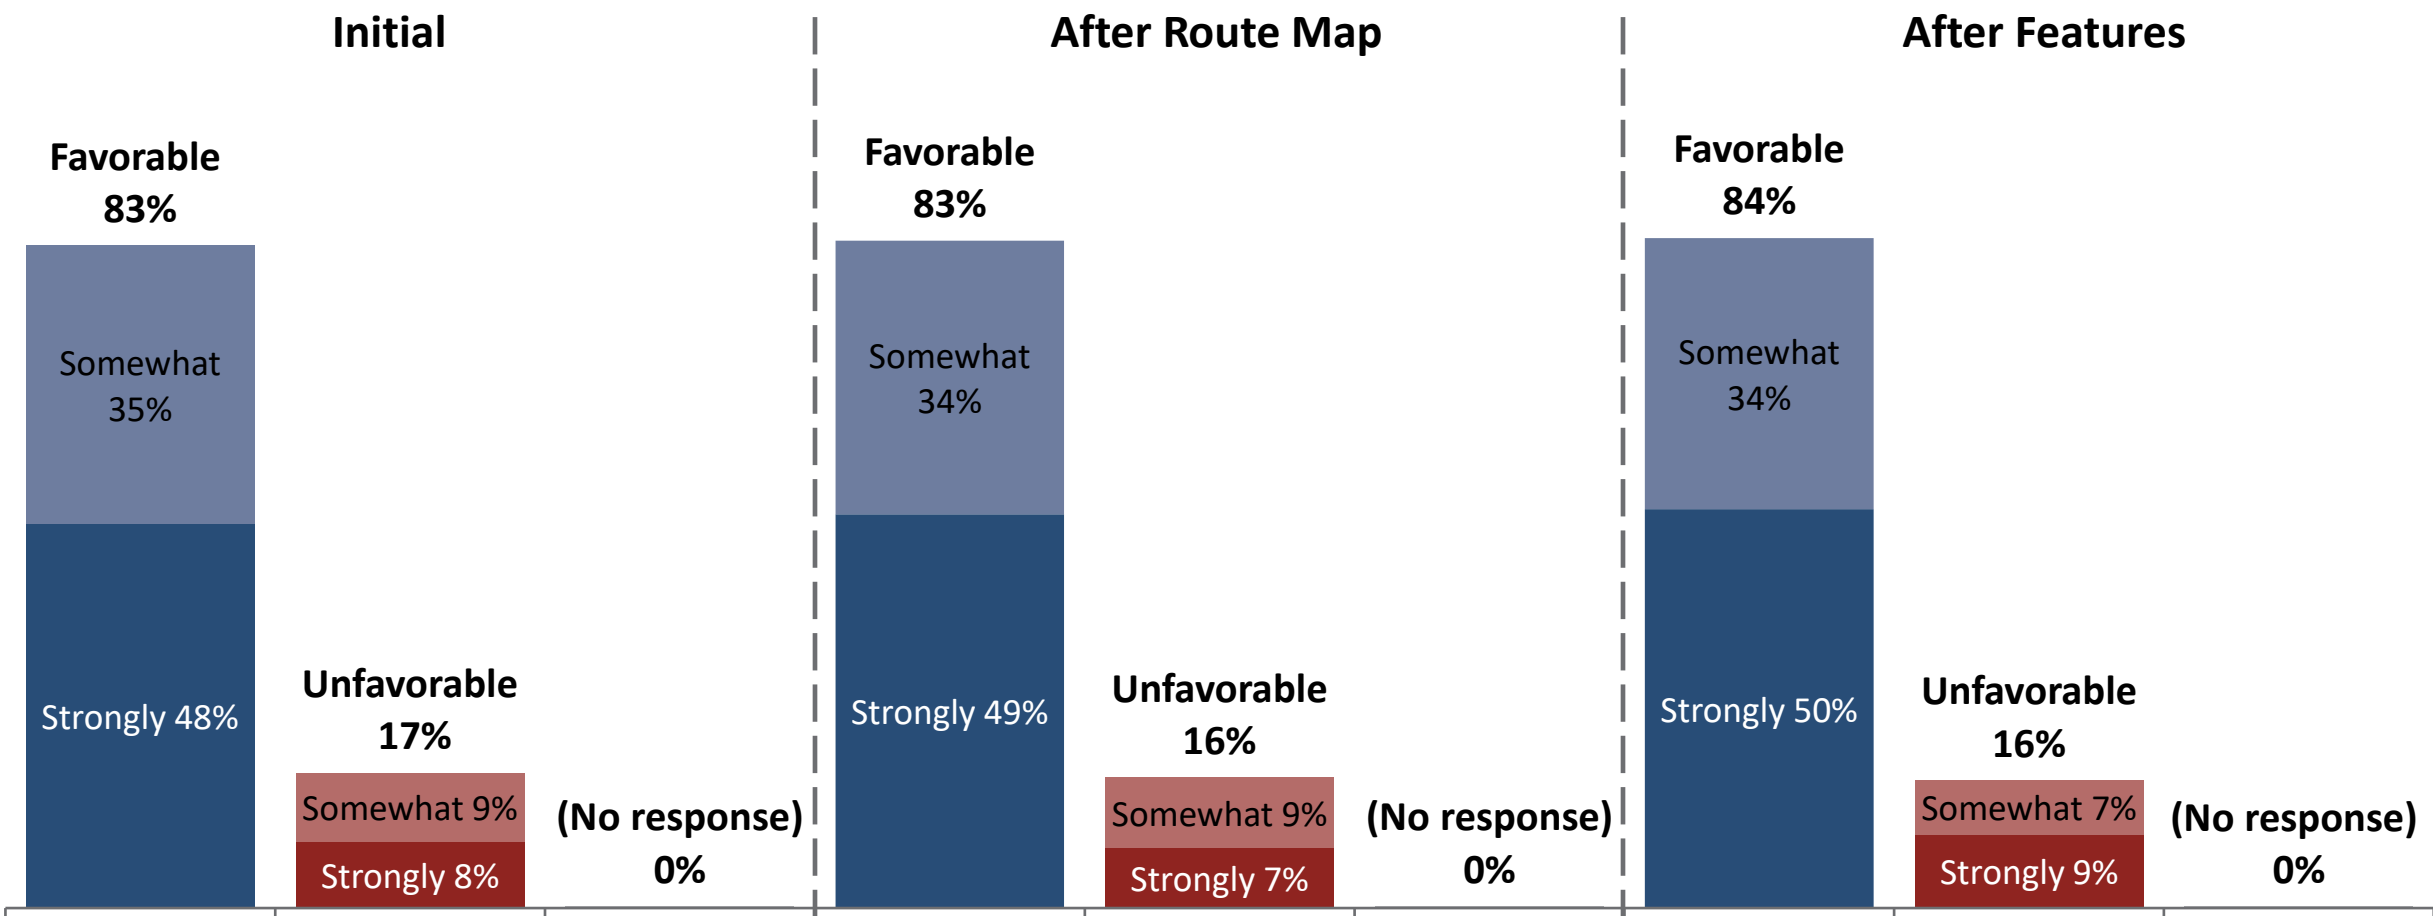 Initial
Favorable
83%
Somewhat
35%
Strongly 48%
Unfavorable
17%
Somewhat 9%
Strongly 8%
(No response)
0%
After Route Map
Favorable
83%
Somewhat
34%
Strongly 49%
Unfavorable
16%
Somewhat 9%
Strongly 7%
(No response)
0%
After Features
Favorable
84%
Somewhat
34%
Strongly 50%
Unfavorable
16%
Somewhat 7%
Strongly 9%
(No response)
0%